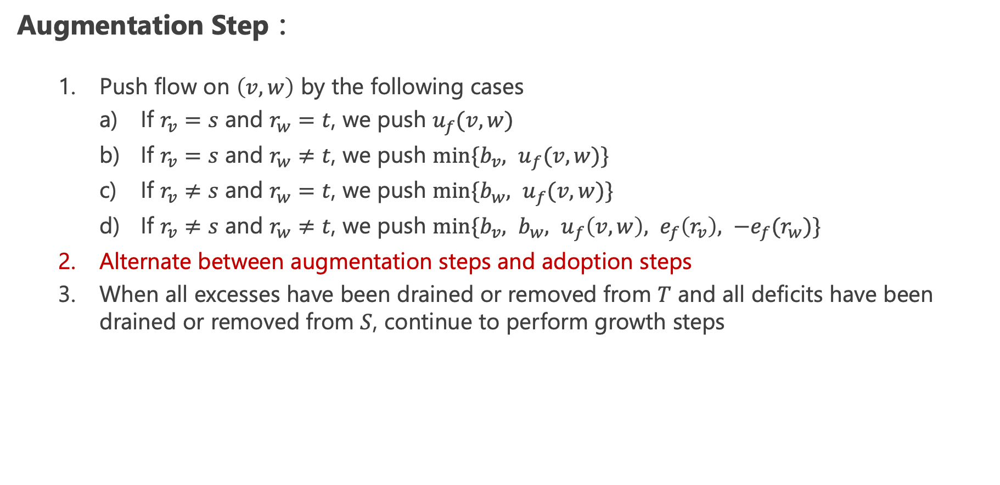 Augmentation Step：
1. Push flow on (v, w) by the following cases
a) If r_v = s and r_w = t, we push u_f(v, w)
b) If r_v = s and r_w ≠ t, we push min{b_v, u_f(v, w)}
c) If r_v ≠ s and r_w = t, we push min{b_w, u_f(v, w)}
d) If r_v ≠ s and r_w ≠ t, we push min{b_v, b_w, u_f(v, w), e_f(r_v), −e_f(r_w)}
2. Alternate between augmentation steps and adoption steps
3. When all excesses have been drained or removed from T and all deficits have been
drained or removed from S, continue to perform growth steps